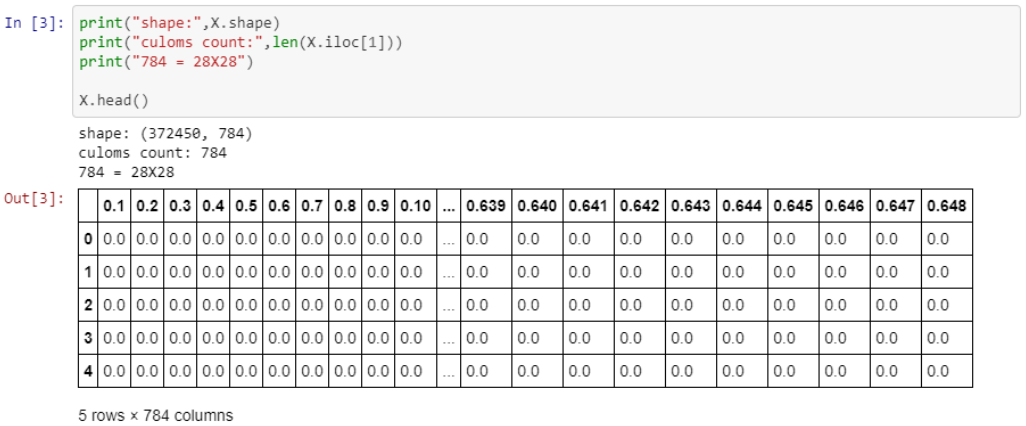 In [3]: print("shape:",X.shape)
print("culoms count:",len(X.iloc[1]))
print("784 = 28X28")
X.head()
shape: (372450, 784)
culoms count: 784
784 = 28X28
Out[3]:
0.1 0.2 0.3 0.4 0.5 0.6 0.7 0.8 0.9 0.10 ... 0.639 0.640 0.641 0.642 0.643 0.644 0.645 0.646 0.647 0.648
0 0.0 0.0 0.0 0.0 0.0 0.0 0.0 0.0 0.0 0.0 ... 0.0 0.0 0.0 0.0 0.0 0.0 0.0 0.0 0.0 0.0
1 0.0 0.0 0.0 0.0 0.0 0.0 0.0 0.0 0.0 0.0 ... 0.0 0.0 0.0 0.0 0.0 0.0 0.0 0.0 0.0 0.0
2 0.0 0.0 0.0 0.0 0.0 0.0 0.0 0.0 0.0 0.0 ... 0.0 0.0 0.0 0.0 0.0 0.0 0.0 0.0 0.0 0.0
3 0.0 0.0 0.0 0.0 0.0 0.0 0.0 0.0 0.0 0.0 ... 0.0 0.0 0.0 0.0 0.0 0.0 0.0 0.0 0.0 0.0
4 0.0 0.0 0.0 0.0 0.0 0.0 0.0 0.0 0.0 0.0 ... 0.0 0.0 0.0 0.0 0.0 0.0 0.0 0.0 0.0 0.0
5 rows × 784 columns